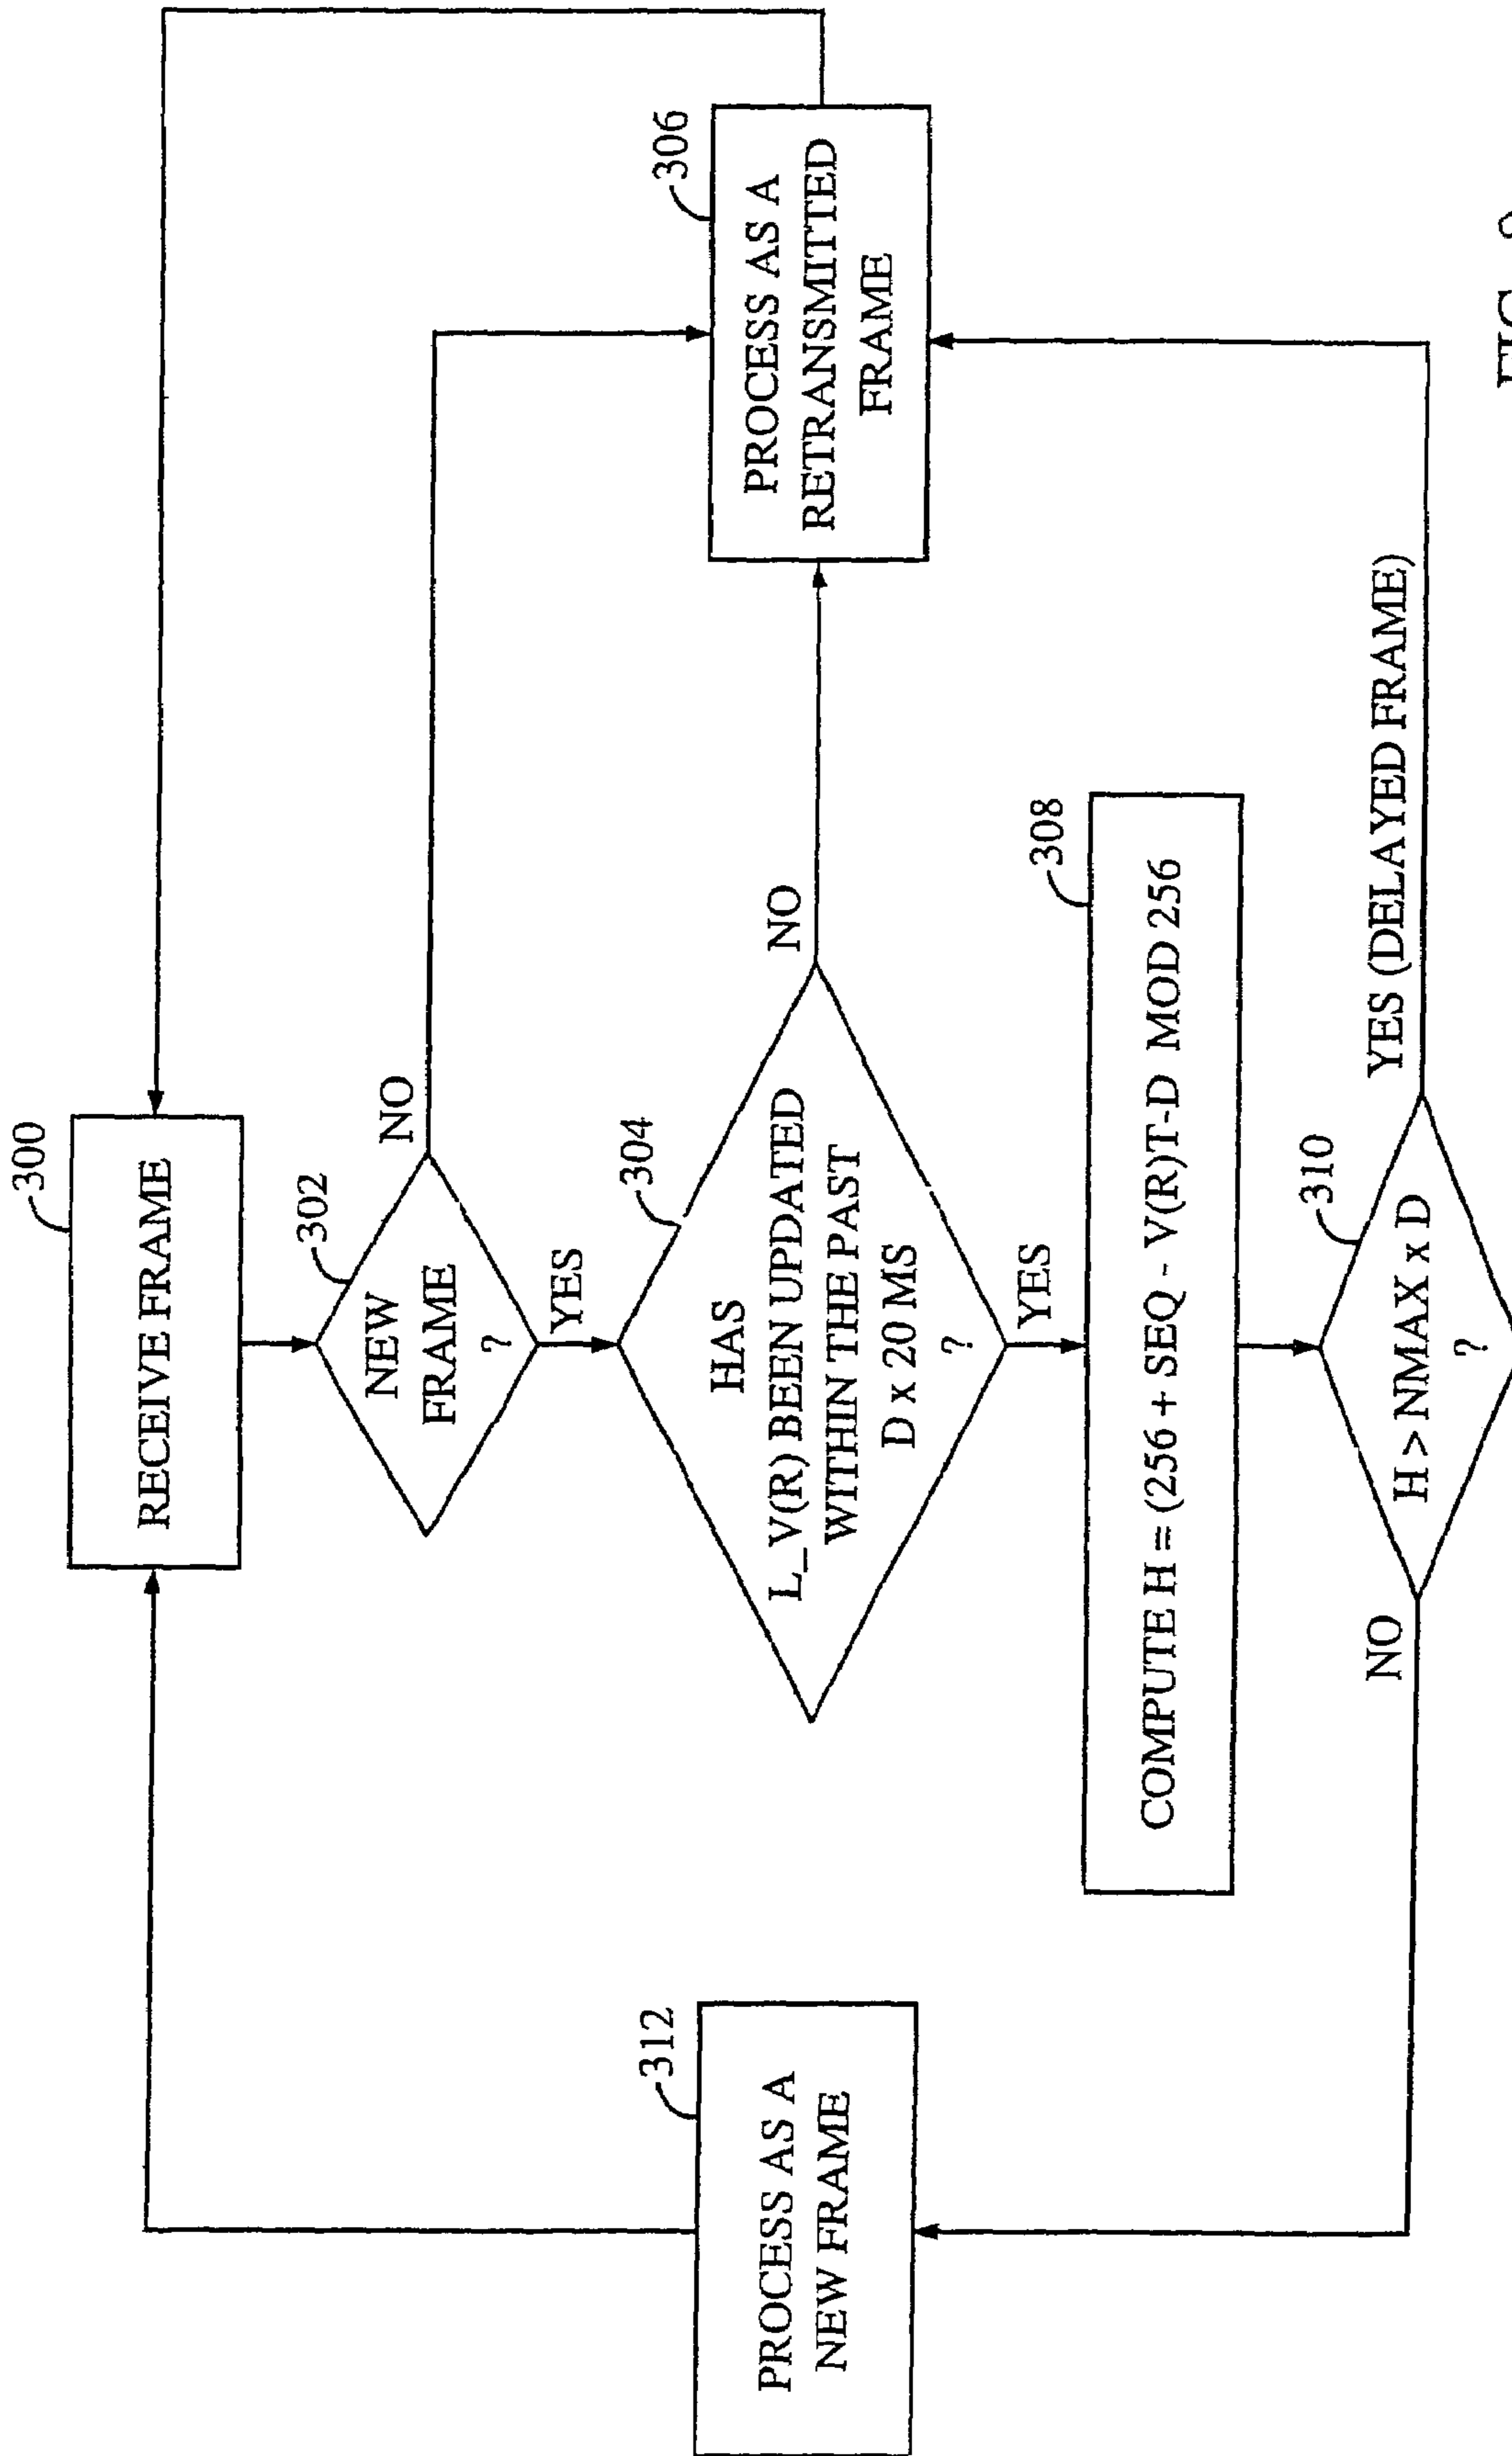 300
RECEIVE FRAME
302
NEW
FRAME
?
NO
YES
304
HAS
L_V(R) BEEN UPDATED
WITHIN THE PAST
D x 20 MS
?
NO
YES
306
PROCESS AS A
RETRANSMITTED
FRAME
308
COMPUTE H = (256 + SEQ - V(R)T-D MOD 256
310
H > NMAX x D
?
YES (DELAYED FRAME)
NO
312
PROCESS AS A
NEW FRAME